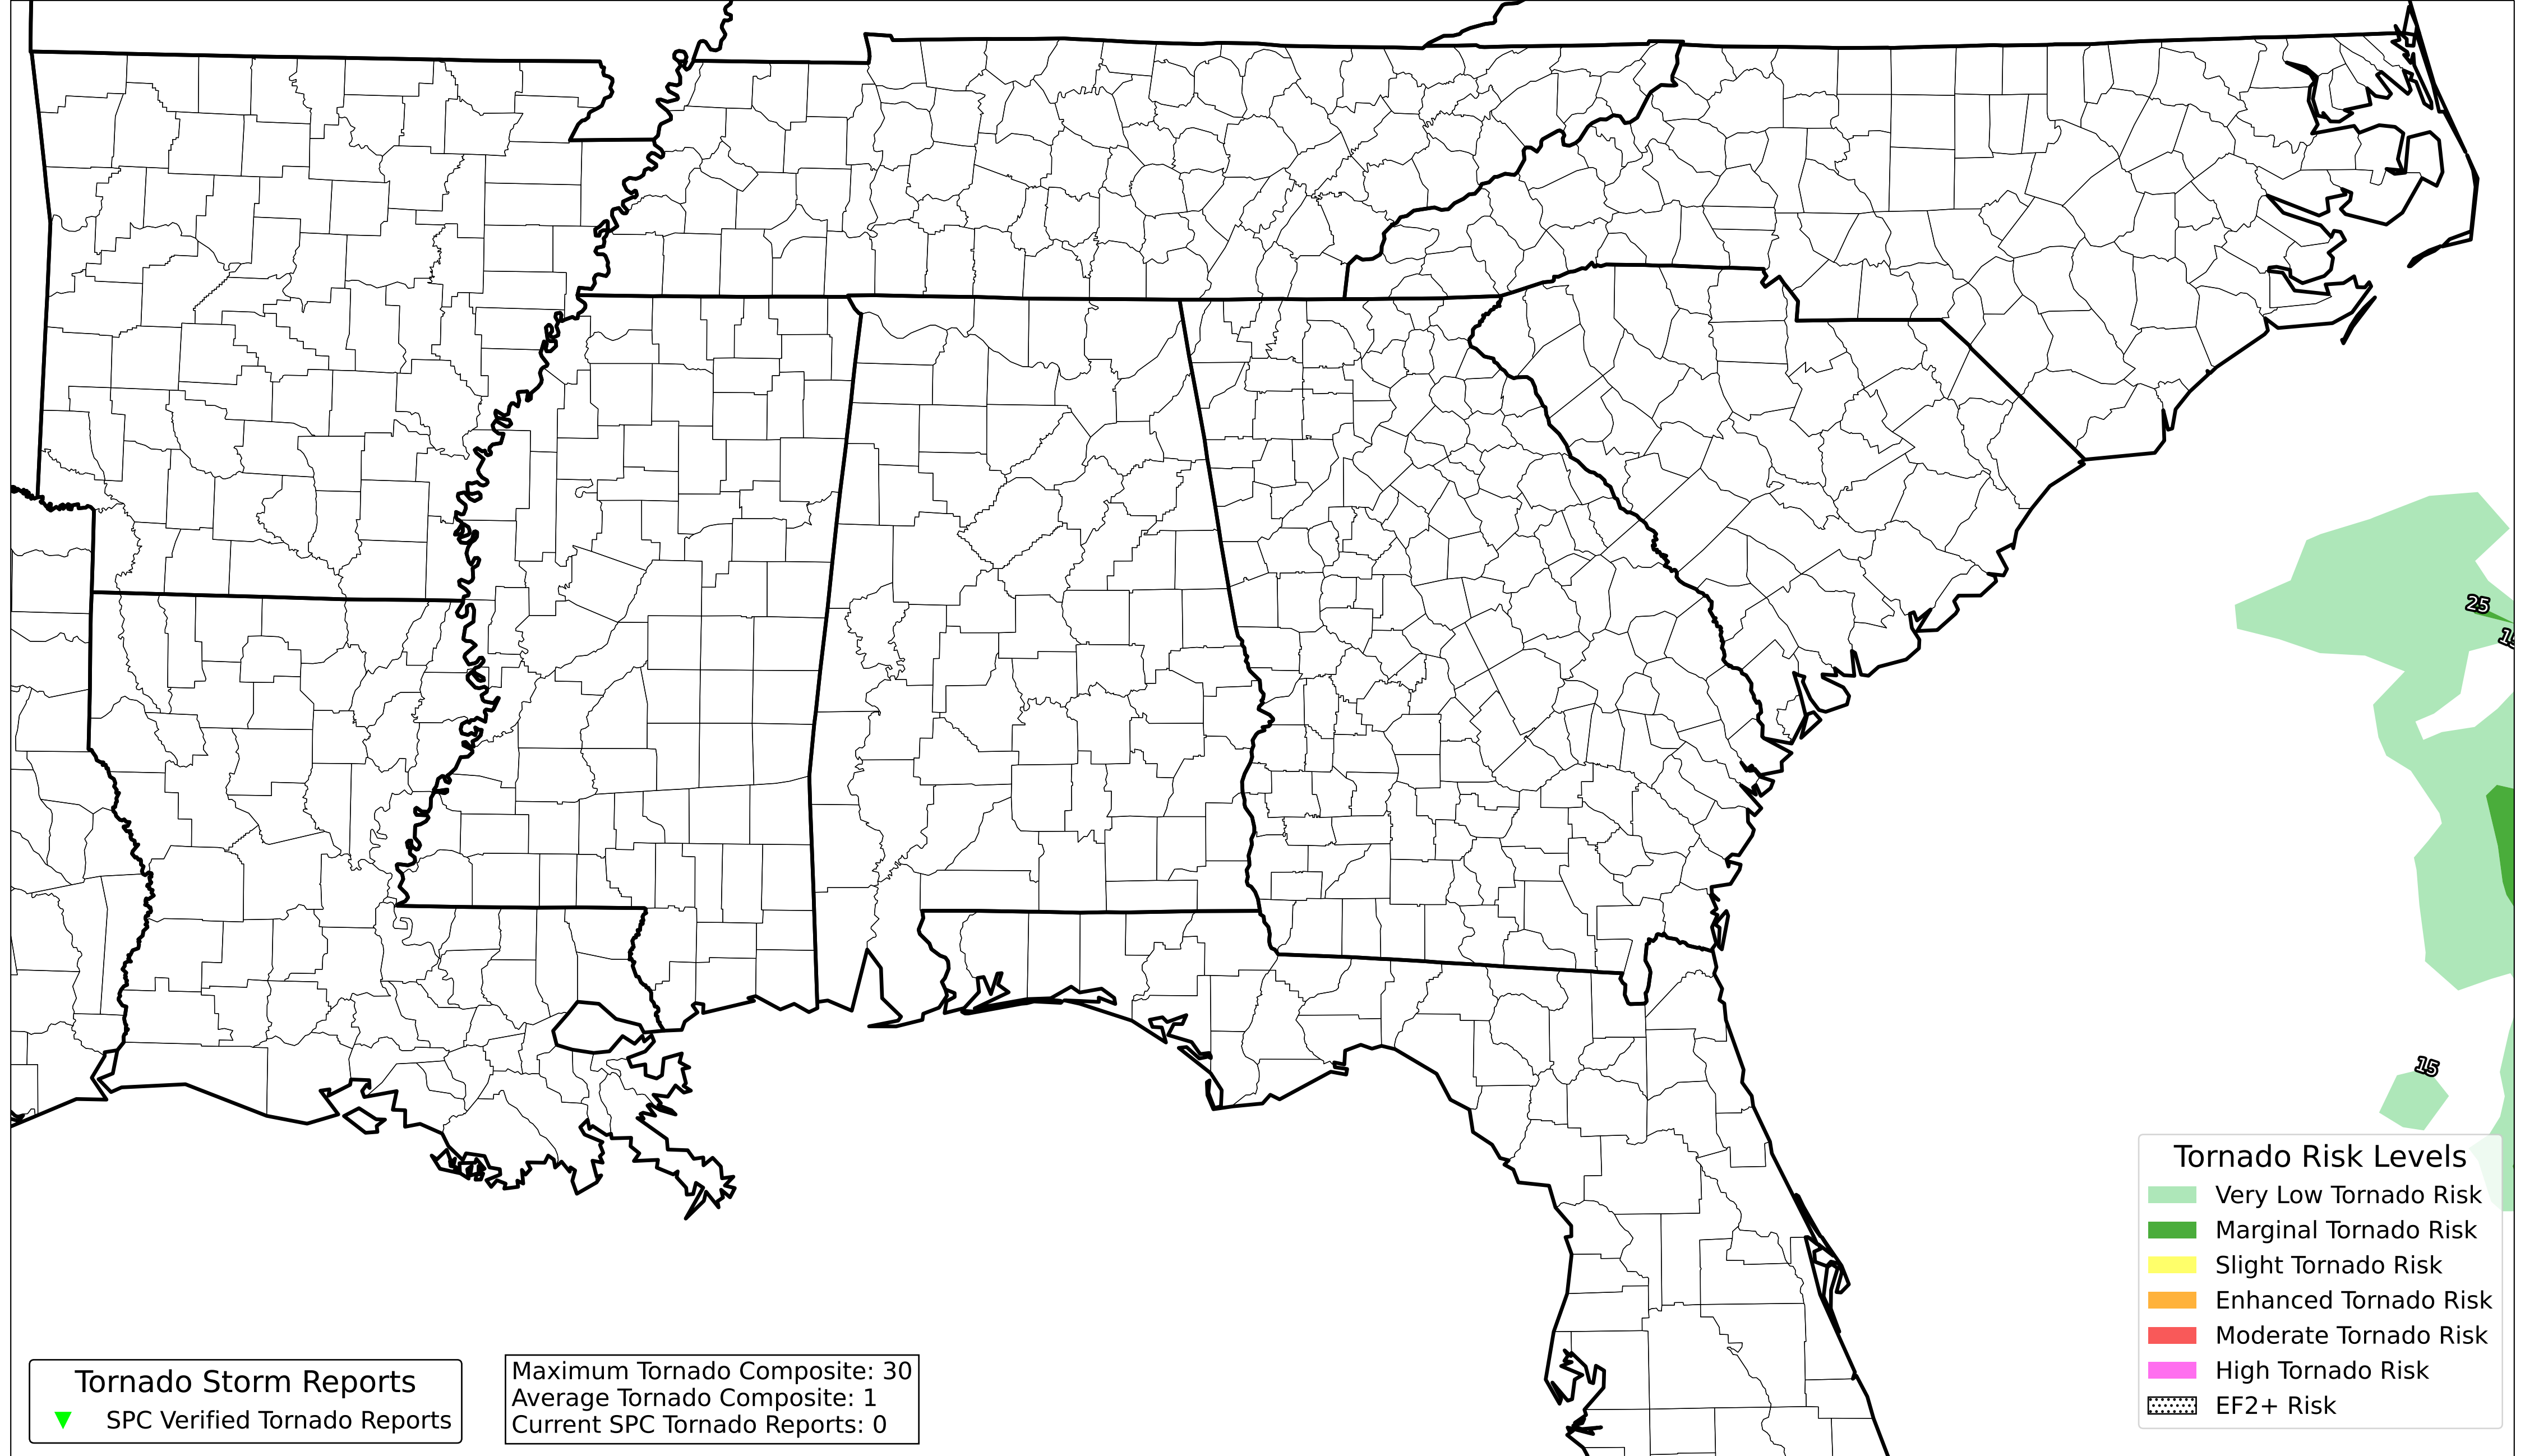 25
15
15
Tornado Risk Levels
Very Low Tornado Risk
Marginal Tornado Risk
Slight Tornado Risk
Enhanced Tornado Risk
Moderate Tornado Risk
High Tornado Risk
EF2+ Risk
Tornado Storm Reports
SPC Verified Tornado Reports
Maximum Tornado Composite: 30
Average Tornado Composite: 1
Current SPC Tornado Reports: 0